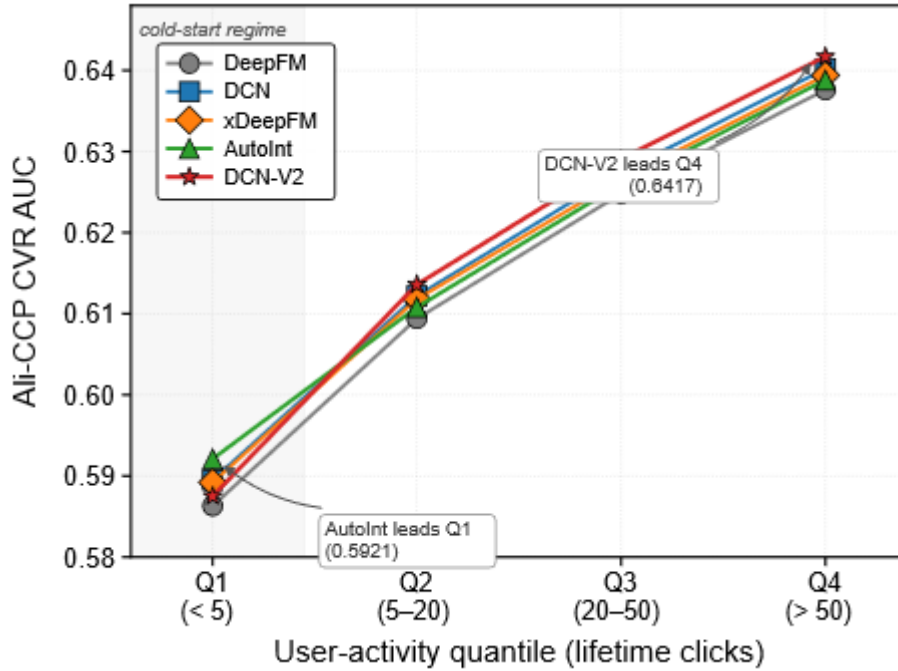 cold-start regime
DeepFM
DCN
xDeepFM
AutoInt
DCN-V2
Ali-CCP CVR AUC
0.64
0.63
0.62
0.61
0.60
0.59
0.58
DCN-V2 leads Q4
(0.6417)
AutoInt leads Q1
(0.5921)
Q1 Q2 Q3 Q4
(< 5) (5–20) (20–50) (> 50)
User-activity quantile (lifetime clicks)